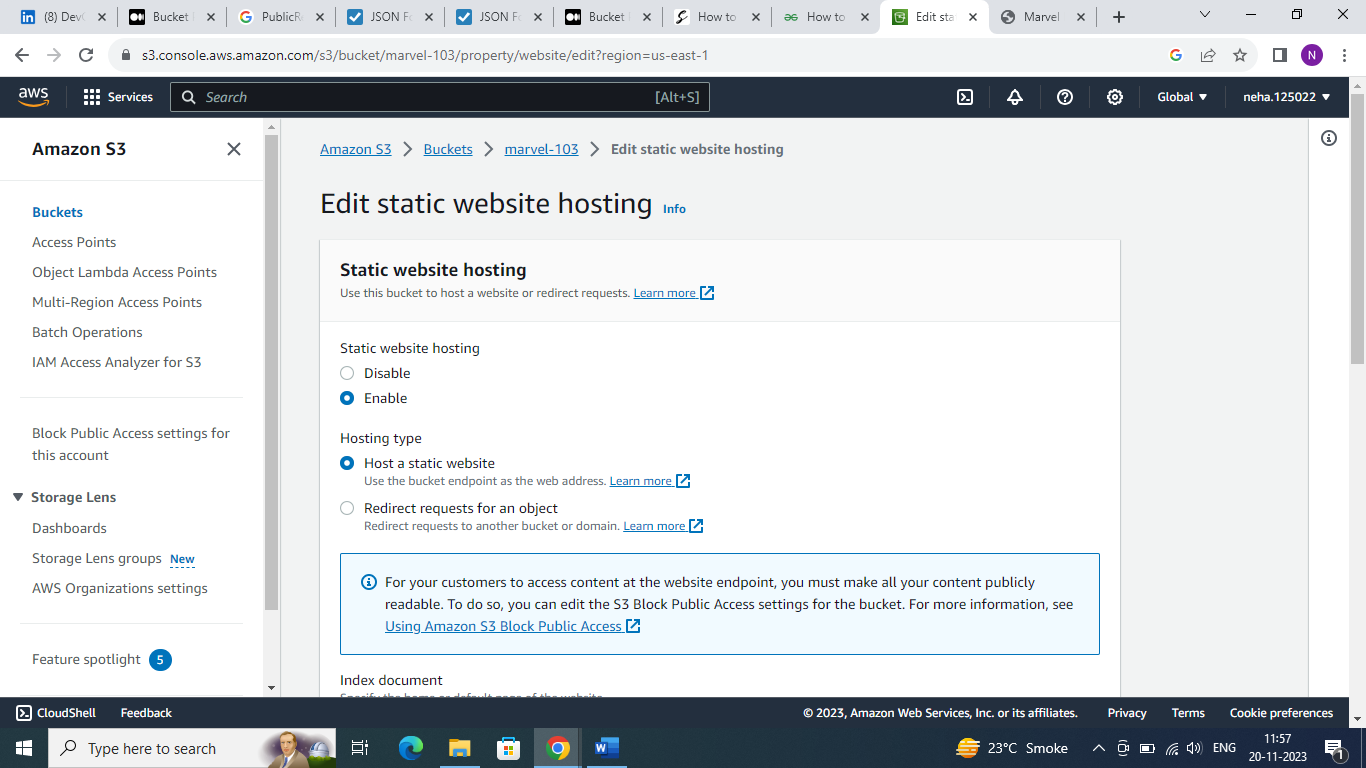 (8) Dev
Bucket
PublicR
JSON Fo
JSON Fo
Bucket
How to
How to
Edit sta
Marvel
s3.console.aws.amazon.com/s3/bucket/marvel-103/property/website/edit?region=us-east-1
N
aws
Services
Search
[Alt+S]
Global
neha.125022
Amazon S3
Buckets
Access Points
Object Lambda Access Points
Multi-Region Access Points
Batch Operations
IAM Access Analyzer for S3
Block Public Access settings for
this account
Storage Lens
Dashboards
Storage Lens groups New
AWS Organizations settings
Feature spotlight 5
Amazon S3 > Buckets > marvel-103 > Edit static website hosting
Edit static website hosting Info
Static website hosting
Use this bucket to host a website or redirect requests. Learn more
Static website hosting
Disable
Enable
Hosting type
Host a static website
Use the bucket endpoint as the web address. Learn more
Redirect requests for an object
Redirect requests to another bucket or domain. Learn more
For your customers to access content at the website endpoint, you must make all your content publicly
readable. To do so, you can edit the S3 Block Public Access settings for the bucket. For more information, see
Using Amazon S3 Block Public Access
Index document
Specify the home or default page of the website.
CloudShell
Feedback
© 2023, Amazon Web Services, Inc. or its affiliates.
Privacy
Terms
Cookie preferences
Type here to search
23°C Smoke
ENG
11:57
20-11-2023
1